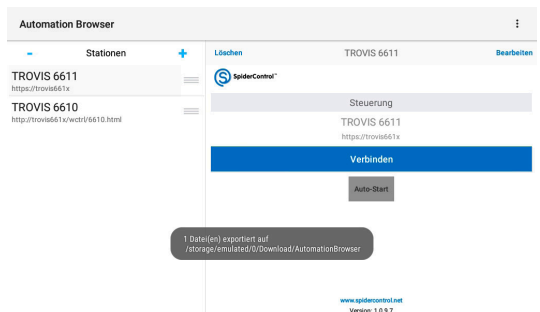 Automation Browser
- Stationen +
TROVIS 6611
https://trovis661x
TROVIS 6610
http://trovis661x/wctrl/6610.html
Löschen TROVIS 6611 Bearbeiten
SpiderControl™
Steuerung
TROVIS 6611
https://trovis661x
Verbinden
Auto-Start
1 Datei(en) exportiert auf
/storage/emulated/0/Download/AutomationBrowser
www.spidercontrol.net
Version: 1.0.9.7